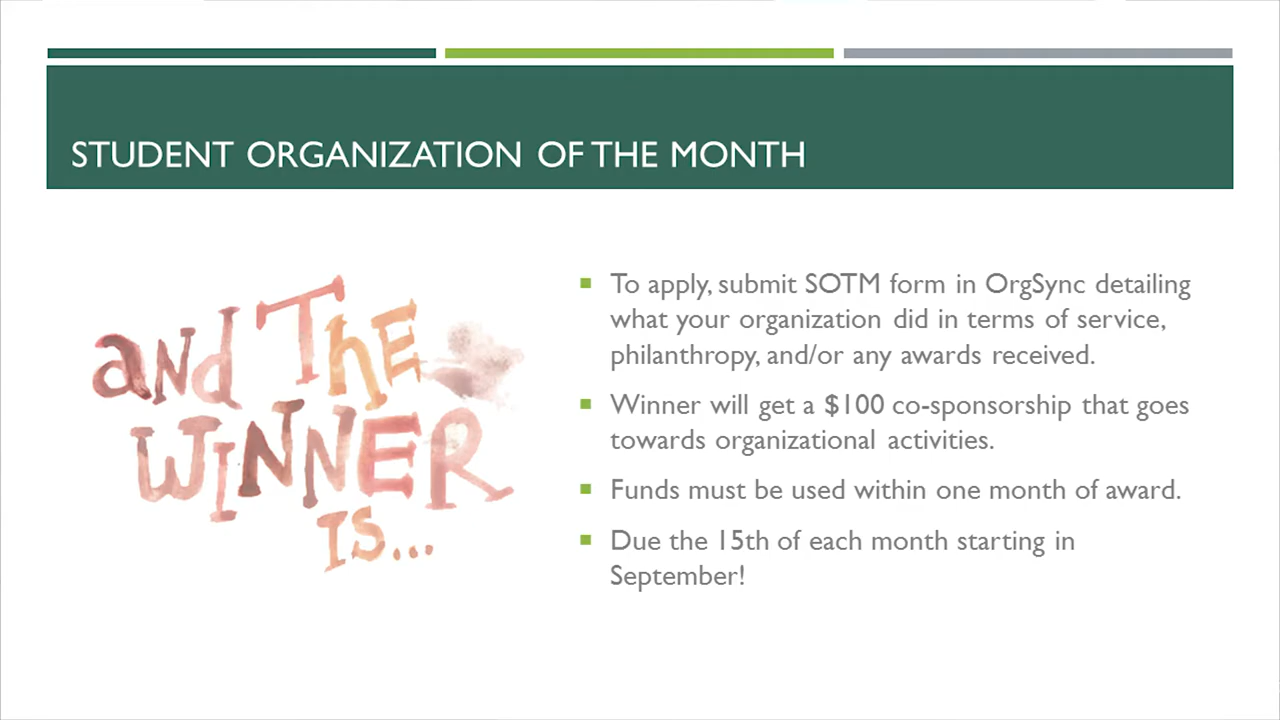 STUDENT ORGANIZATION OF THE MONTH
AND THE
WINNER
IS...
To apply, submit SOTM form in OrgSync detailing
what your organization did in terms of service,
philanthropy, and/or any awards received.
Winner will get a $100 co-sponsorship that goes
towards organizational activities.
Funds must be used within one month of award.
Due the 15th of each month starting in
September!